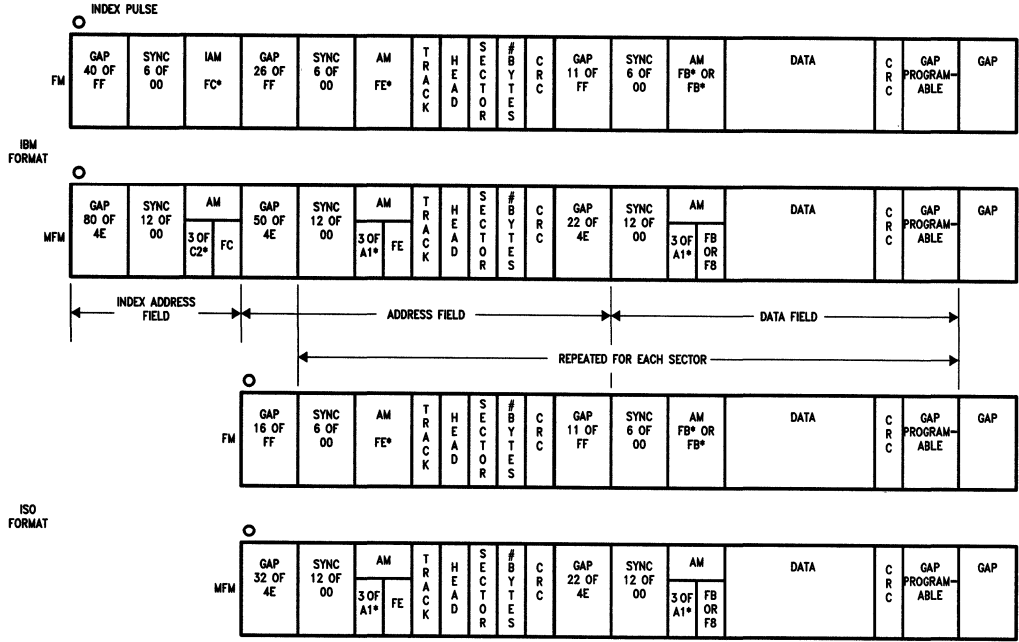 INDEX PULSE
FM
GAP 40 OF FF
SYNC 6 OF 00
IAM FC*
GAP 26 OF FF
SYNC 6 OF 00
AM FE*
TRACK
HEAD
SECTOR
#BYTES
CRC
GAP 11 OF FF
SYNC 6 OF 00
AM FB* OR FB*
DATA
CRC
GAP PROGRAM-ABLE
GAP
IBM FORMAT
MFM
GAP 80 OF 4E
SYNC 12 OF 00
AM
3 OF C2*
FC
GAP 50 OF 4E
SYNC 12 OF 00
AM
3 OF A1*
FE
TRACK
HEAD
SECTOR
#BYTES
CRC
GAP 22 OF 4E
SYNC 12 OF 00
AM
3 OF A1*
FB OR F8
DATA
CRC
GAP PROGRAM-ABLE
GAP
INDEX ADDRESS FIELD
ADDRESS FIELD
DATA FIELD
REPEATED FOR EACH SECTOR
FM
GAP 16 OF FF
SYNC 6 OF 00
AM FE*
TRACK
HEAD
SECTOR
#BYTES
CRC
GAP 11 OF FF
SYNC 6 OF 00
AM FB* OR FB*
DATA
CRC
GAP PROGRAM-ABLE
GAP
ISO FORMAT
MFM
GAP 32 OF 4E
SYNC 12 OF 00
AM
3 OF A1*
FE
TRACK
HEAD
SECTOR
#BYTES
CRC
GAP 22 OF 4E
SYNC 12 OF 00
AM
3 OF A1*
FB OR F8
DATA
CRC
GAP PROGRAM-ABLE
GAP